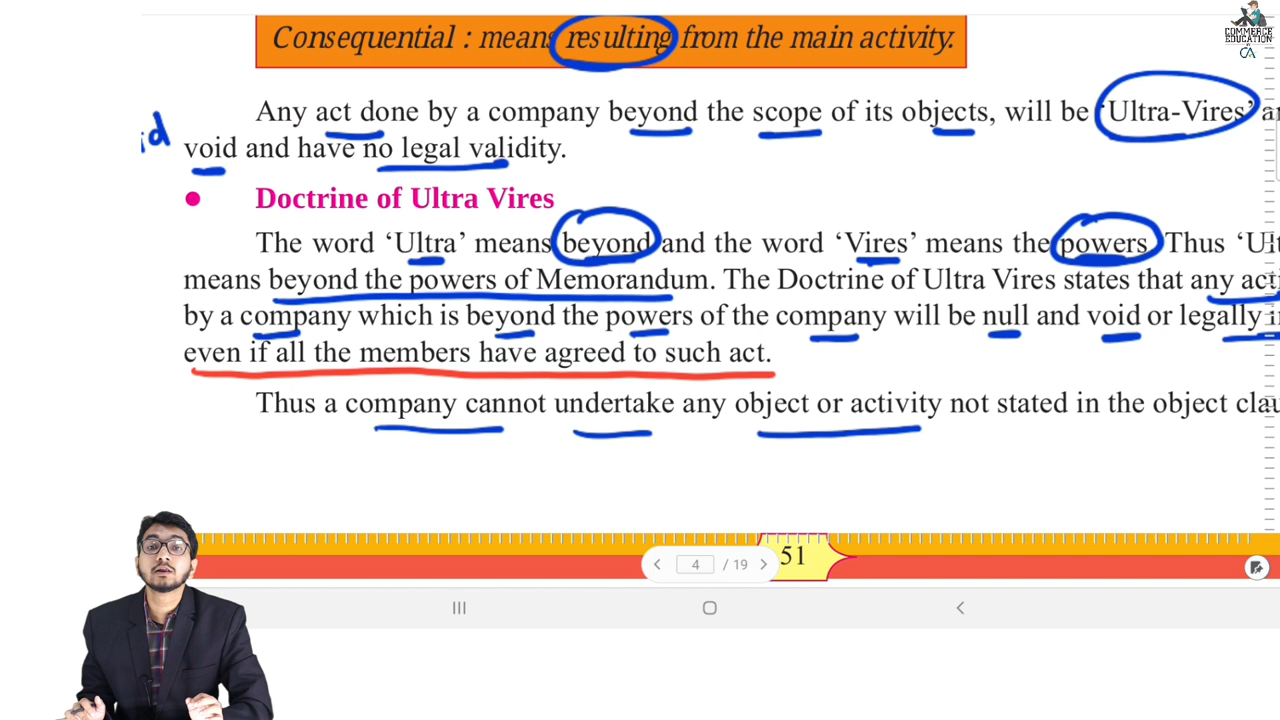 Consequential : means resulting from the main activity.
COMMERCE
EDUCATION
BY
CA
Any act done by a company beyond the scope of its objects, will be ‘Ultra-Vires’
void and have no legal validity.
• Doctrine of Ultra Vires
The word ‘Ultra’ means beyond and the word ‘Vires’ means the powers. Thus
means beyond the powers of Memorandum. The Doctrine of Ultra Vires states that any
by a company which is beyond the powers of the company will be null and void or legally
even if all the members have agreed to such act.
Thus a company cannot undertake any object or activity not stated in the object
4 / 19
51